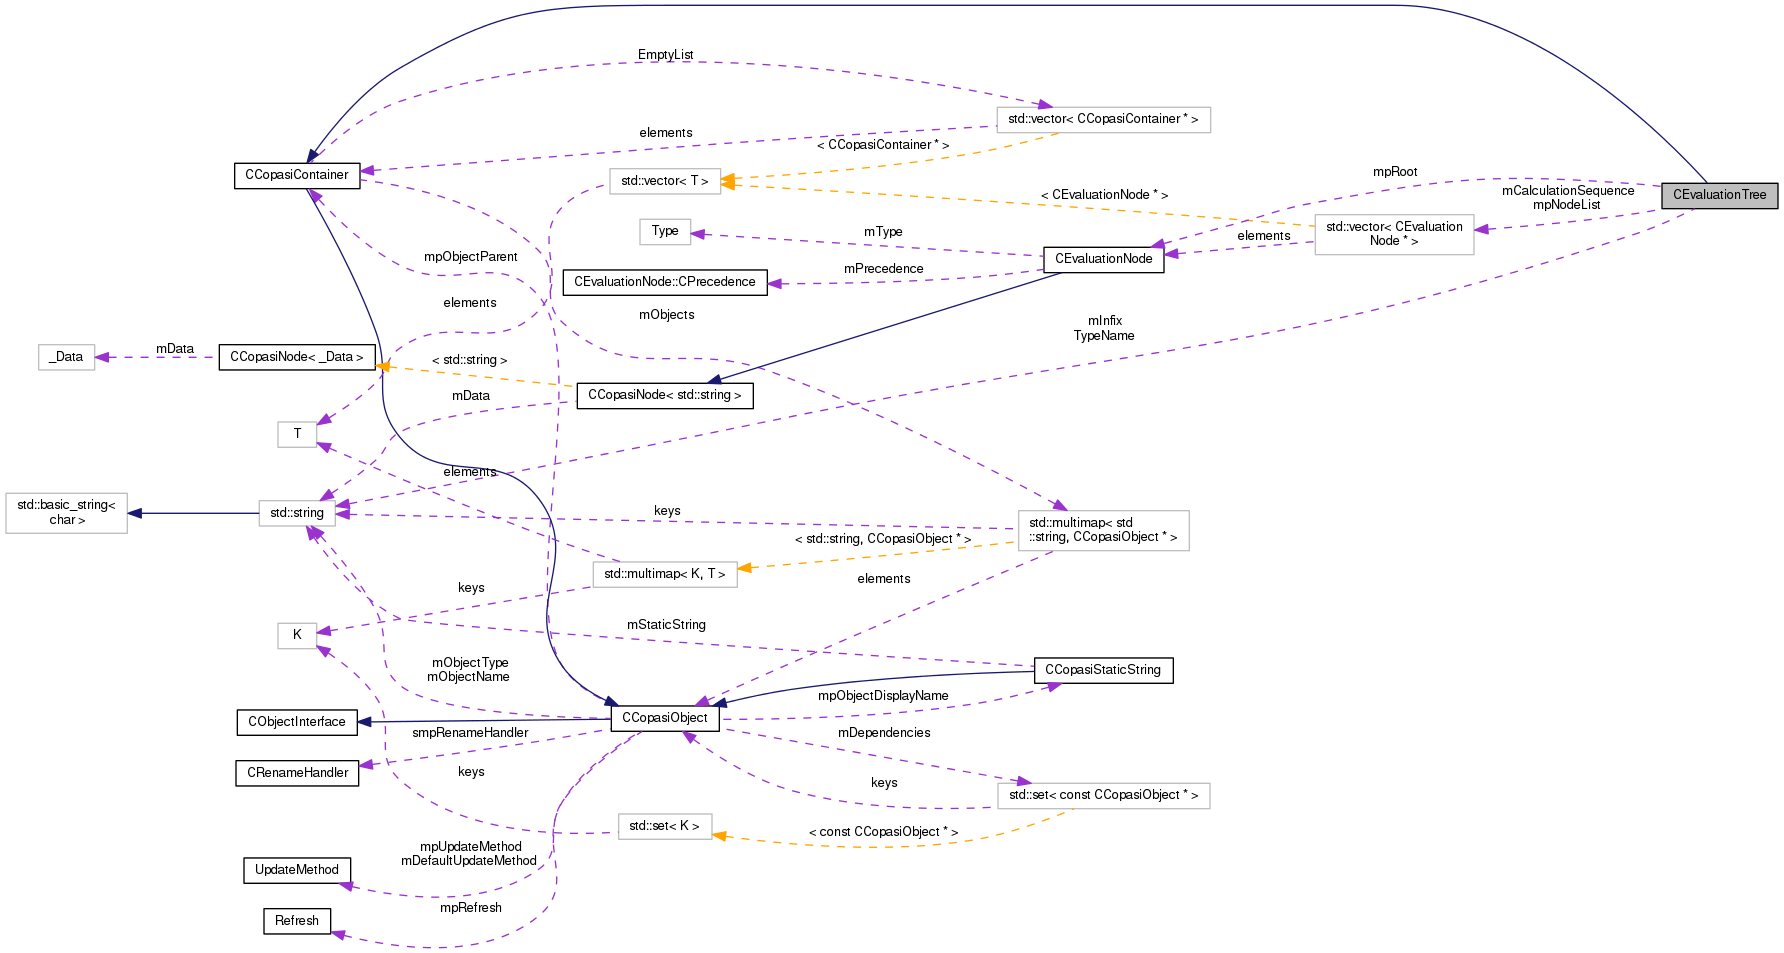 EmptyList
std::vector< CCopasiContainer * >
elements
< CCopasiContainer * >
CCopasiContainer
std::vector< T >
mpRoot
CEvaluationTree
< CEvaluationNode * >
mCalculationSequence
mpNodeList
Type
mType
std::vector< CEvaluation
Node * >
elements
mpObjectParent
CEvaluationNode
CEvaluationNode::CPrecedence
mPrecedence
elements
mObjects
mInfix
TypeName
_Data
mData
CCopasiNode< _Data >
< std::string >
CCopasiNode< std::string >
mData
T
elements
std::basic_string<
char >
std::string
keys
std::multimap< std
::string, CCopasiObject * >
< std::string, CCopasiObject * >
std::multimap< K, T >
elements
keys
K
mStaticString
mObjectType
mObjectName
CCopasiStaticString
mpObjectDisplayName
CObjectInterface
CCopasiObject
smpRenameHandler
mDependencies
CRenameHandler
keys
keys
std::set< const CCopasiObject * >
std::set< K >
< const CCopasiObject * >
mpUpdateMethod
mDefaultUpdateMethod
UpdateMethod
mpRefresh
Refresh